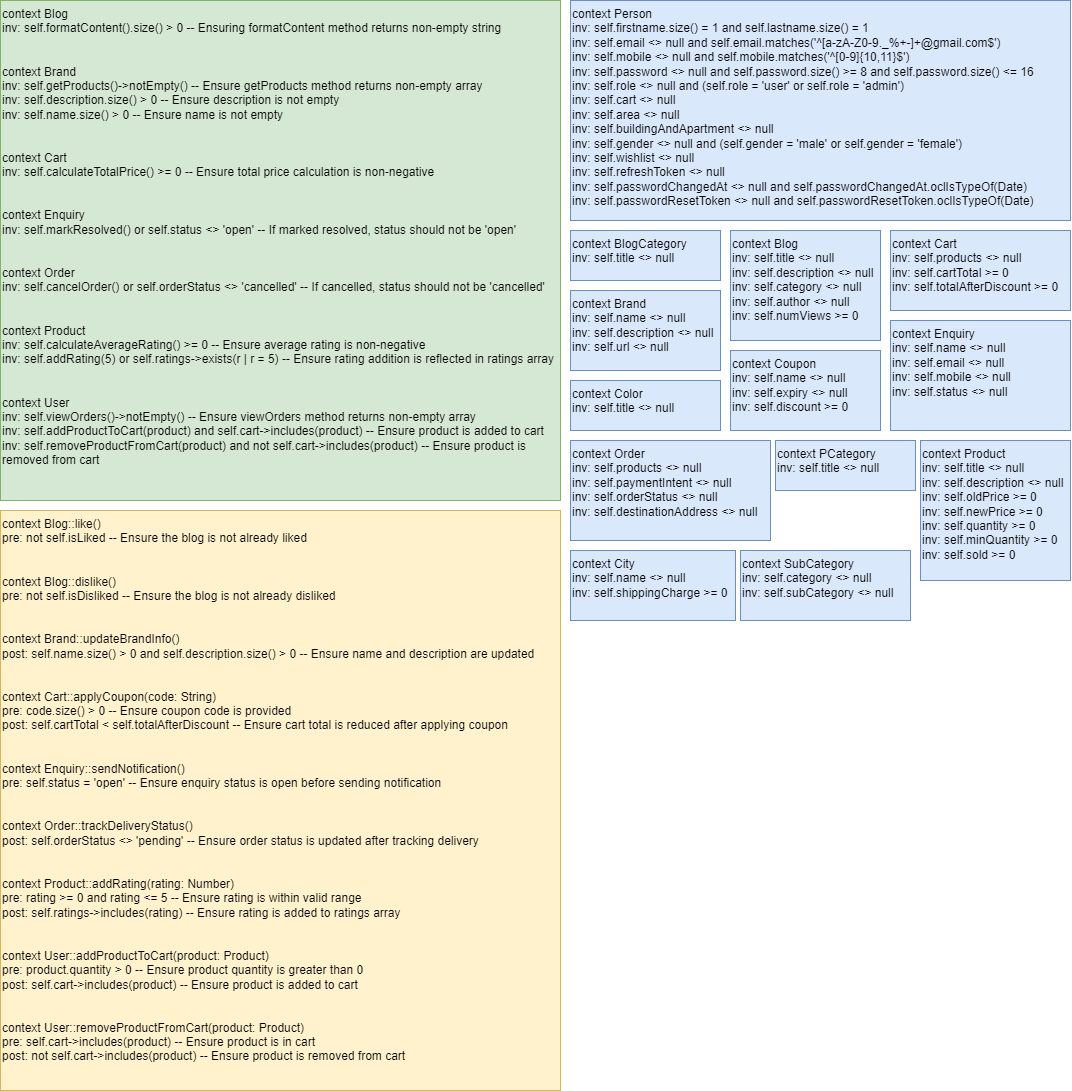 context Blog
inv: self.formatContent().size() > 0 -- Ensuring formatContent method returns non-empty string
context Brand
inv: self.getProducts()->notEmpty() -- Ensure getProducts method returns non-empty array
inv: self.description.size() > 0 -- Ensure description is not empty
inv: self.name.size() > 0 -- Ensure name is not empty
context Cart
inv: self.calculateTotalPrice() >= 0 -- Ensure total price calculation is non-negative
context Enquiry
inv: self.markResolved() or self.status <> 'open' -- If marked resolved, status should not be 'open'
context Order
inv: self.cancelOrder() or self.orderStatus <> 'cancelled' -- If cancelled, status should not be 'cancelled'
context Product
inv: self.calculateAverageRating() >= 0 -- Ensure average rating is non-negative
inv: self.addRating(5) or self.ratings->exists(r | r = 5) -- Ensure rating addition is reflected in ratings array
context User
inv: self.viewOrders()->notEmpty() -- Ensure viewOrders method returns non-empty array
inv: self.addProductToCart(product) and self.cart->includes(product) -- Ensure product is added to cart
inv: self.removeProductFromCart(product) and not self.cart->includes(product) -- Ensure product is
removed from cart
context Blog::like()
pre: not self.isLiked -- Ensure the blog is not already liked
context Blog::dislike()
pre: not self.isDisliked -- Ensure the blog is not already disliked
context Brand::updateBrandInfo()
post: self.name.size() > 0 and self.description.size() > 0 -- Ensure name and description are updated
context Cart::applyCoupon(code: String)
pre: code.size() > 0 -- Ensure coupon code is provided
post: self.cartTotal < self.totalAfterDiscount -- Ensure cart total is reduced after applying coupon
context Enquiry::sendNotification()
pre: self.status = 'open' -- Ensure enquiry status is open before sending notification
context Order::trackDeliveryStatus()
post: self.orderStatus <> 'pending' -- Ensure order status is updated after tracking delivery
context Product::addRating(rating: Number)
pre: rating >= 0 and rating <= 5 -- Ensure rating is within valid range
post: self.ratings->includes(rating) -- Ensure rating is added to ratings array
context User::addProductToCart(product: Product)
pre: product.quantity > 0 -- Ensure product quantity is greater than 0
post: self.cart->includes(product) -- Ensure product is added to cart
context User::removeProductFromCart(product: Product)
pre: self.cart->includes(product) -- Ensure product is in cart
post: not self.cart->includes(product) -- Ensure product is removed from cart
context Person
inv: self.firstname.size() = 1 and self.lastname.size() = 1
inv: self.email <> null and self.email.matches('^[a-zA-Z0-9._%+-]+@gmail.com$')
inv: self.mobile <> null and self.mobile.matches('^[0-9]{10,11}$')
inv: self.password <> null and self.password.size() >= 8 and self.password.size() <= 16
inv: self.role <> null and (self.role = 'user' or self.role = 'admin')
inv: self.cart <> null
inv: self.area <> null
inv: self.buildingAndApartment <> null
inv: self.gender <> null and (self.gender = 'male' or self.gender = 'female')
inv: self.wishlist <> null
inv: self.refreshToken <> null
inv: self.passwordChangedAt <> null and self.passwordChangedAt.oclIsTypeOf(Date)
inv: self.passwordResetToken <> null and self.passwordResetToken.oclIsTypeOf(Date)
context BlogCategory
inv: self.title <> null
context Blog
inv: self.title <> null
inv: self.description <> null
inv: self.category <> null
inv: self.author <> null
inv: self.numViews >= 0
context Cart
inv: self.products <> null
inv: self.cartTotal >= 0
inv: self.totalAfterDiscount >= 0
context Brand
inv: self.name <> null
inv: self.description <> null
inv: self.url <> null
context Coupon
inv: self.name <> null
inv: self.expiry <> null
inv: self.discount >= 0
context Enquiry
inv: self.name <> null
inv: self.email <> null
inv: self.mobile <> null
inv: self.status <> null
context Color
inv: self.title <> null
context Order
inv: self.products <> null
inv: self.paymentIntent <> null
inv: self.orderStatus <> null
inv: self.destinationAddress <> null
context PCategory
inv: self.title <> null
context Product
inv: self.title <> null
inv: self.description <> null
inv: self.oldPrice >= 0
inv: self.newPrice >= 0
inv: self.quantity >= 0
inv: self.minQuantity >= 0
inv: self.sold >= 0
context City
inv: self.name <> null
inv: self.shippingCharge >= 0
context SubCategory
inv: self.category <> null
inv: self.subCategory <> null